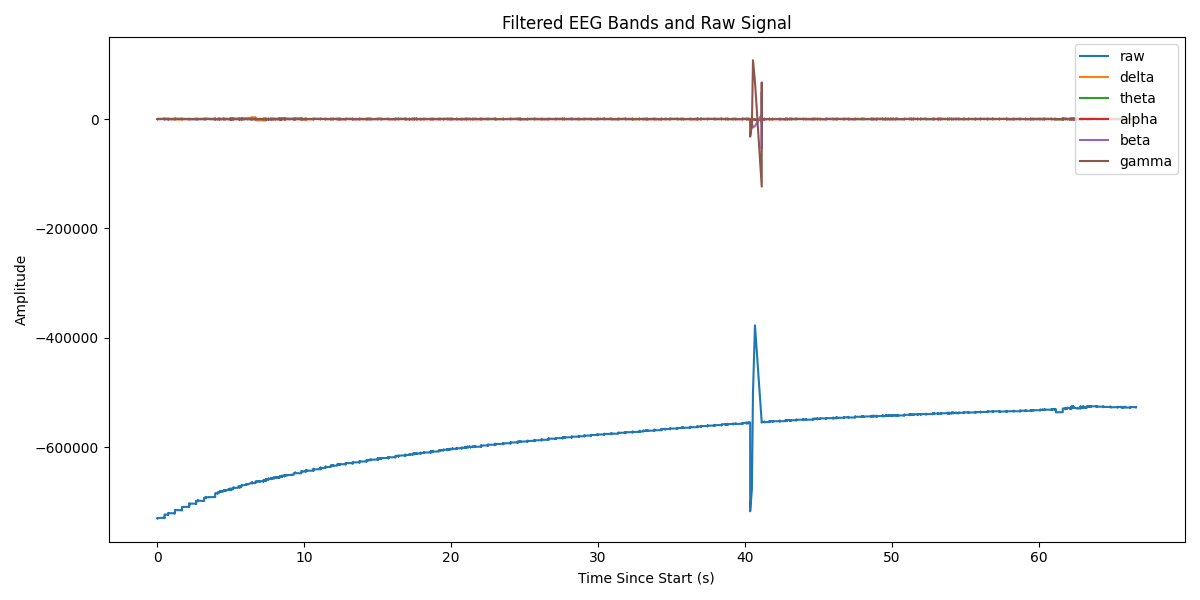 Filtered EEG Bands and Raw Signal
raw
delta
theta
alpha
beta
gamma
0
−200000
−400000
−600000
Amplitude
0 10 20 30 40 50 60
Time Since Start (s)